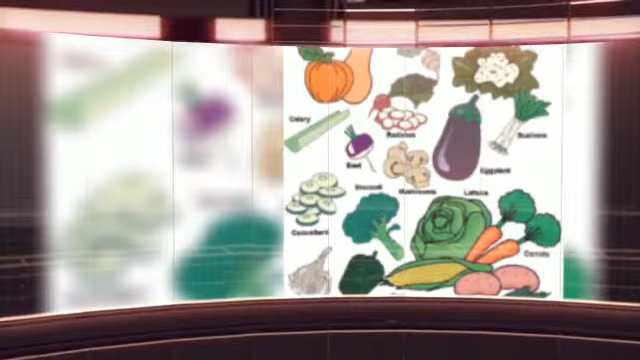 Celery
Radishes
Scallions
Beet
Eggplant
Broccoli
Mushrooms
Lettuce
Cucumbers
Carrots